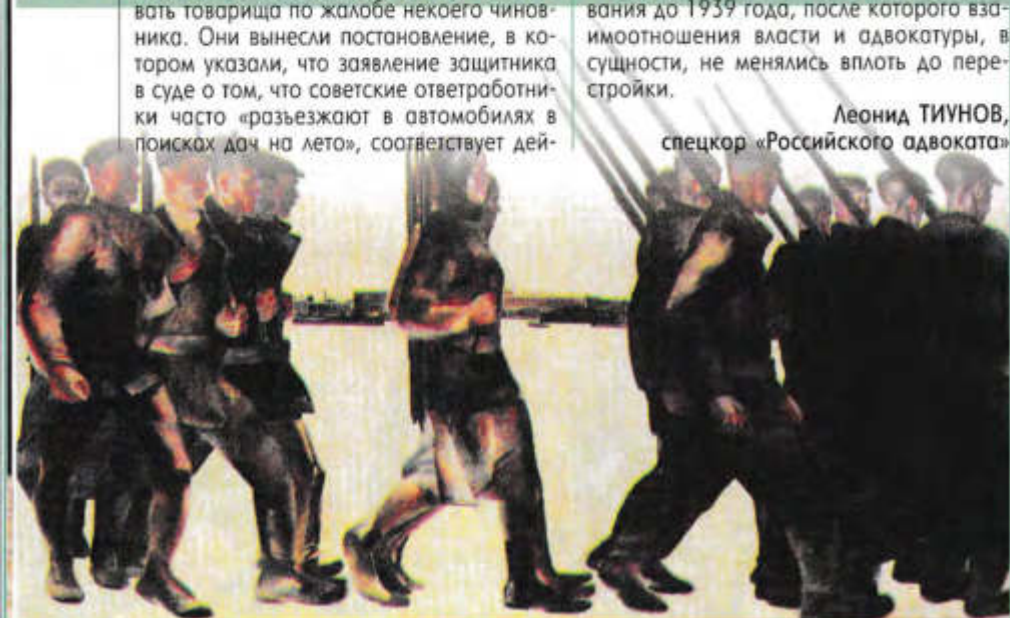 вать товарища по жалобе некоего чинов-
ника. Они вынесли постановление, в ко-
тором указали, что заявление защитника
в суде о том, что советские ответработни-
ки часто «разъезжают в автомобилях в
поисках дач на лето», соответствует дей-
вания до 1939 года, после которого вза-
имоотношения власти и адвокатуры, в
сущности, не менялись вплоть до пере-
стройки.
Леонид ТИУНОВ,
спецкор «Российского адвоката»